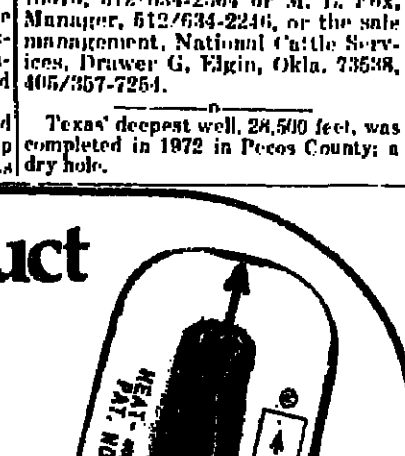 Manager, 512/634-2246, or the sale
management, National Cattle Serv-
ices, Drawer G, Elgin, Okla. 73538,
405/357-7254.
Texas' deepest well, 28,500 feet, was
completed in 1972 in Pecos County; a
dry hole.
uct
HEAT-
PAT. NO
®